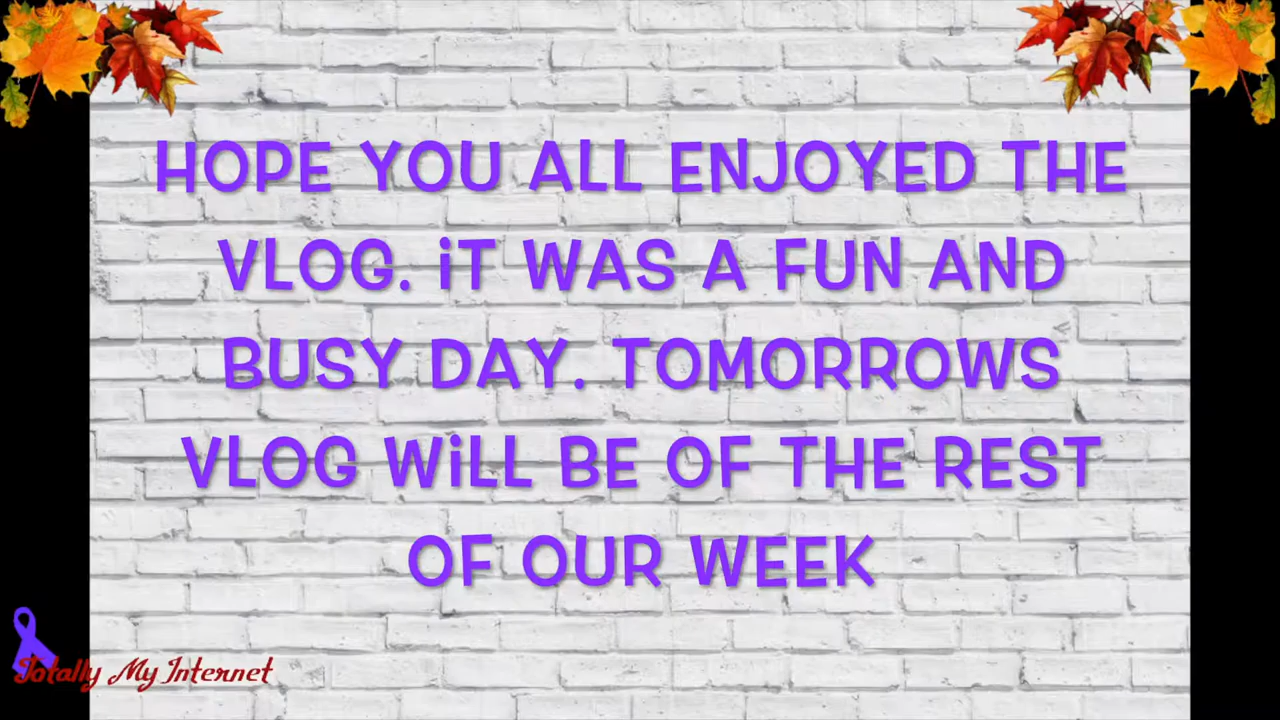 HOPE YOU ALL ENJOYED THE
VLOG. iT WAS A FUN AND
BUSY DAY. TOMORROWS
VLOG WiLL BE OF THE REST
OF OUR WEEK
Totally My Internet